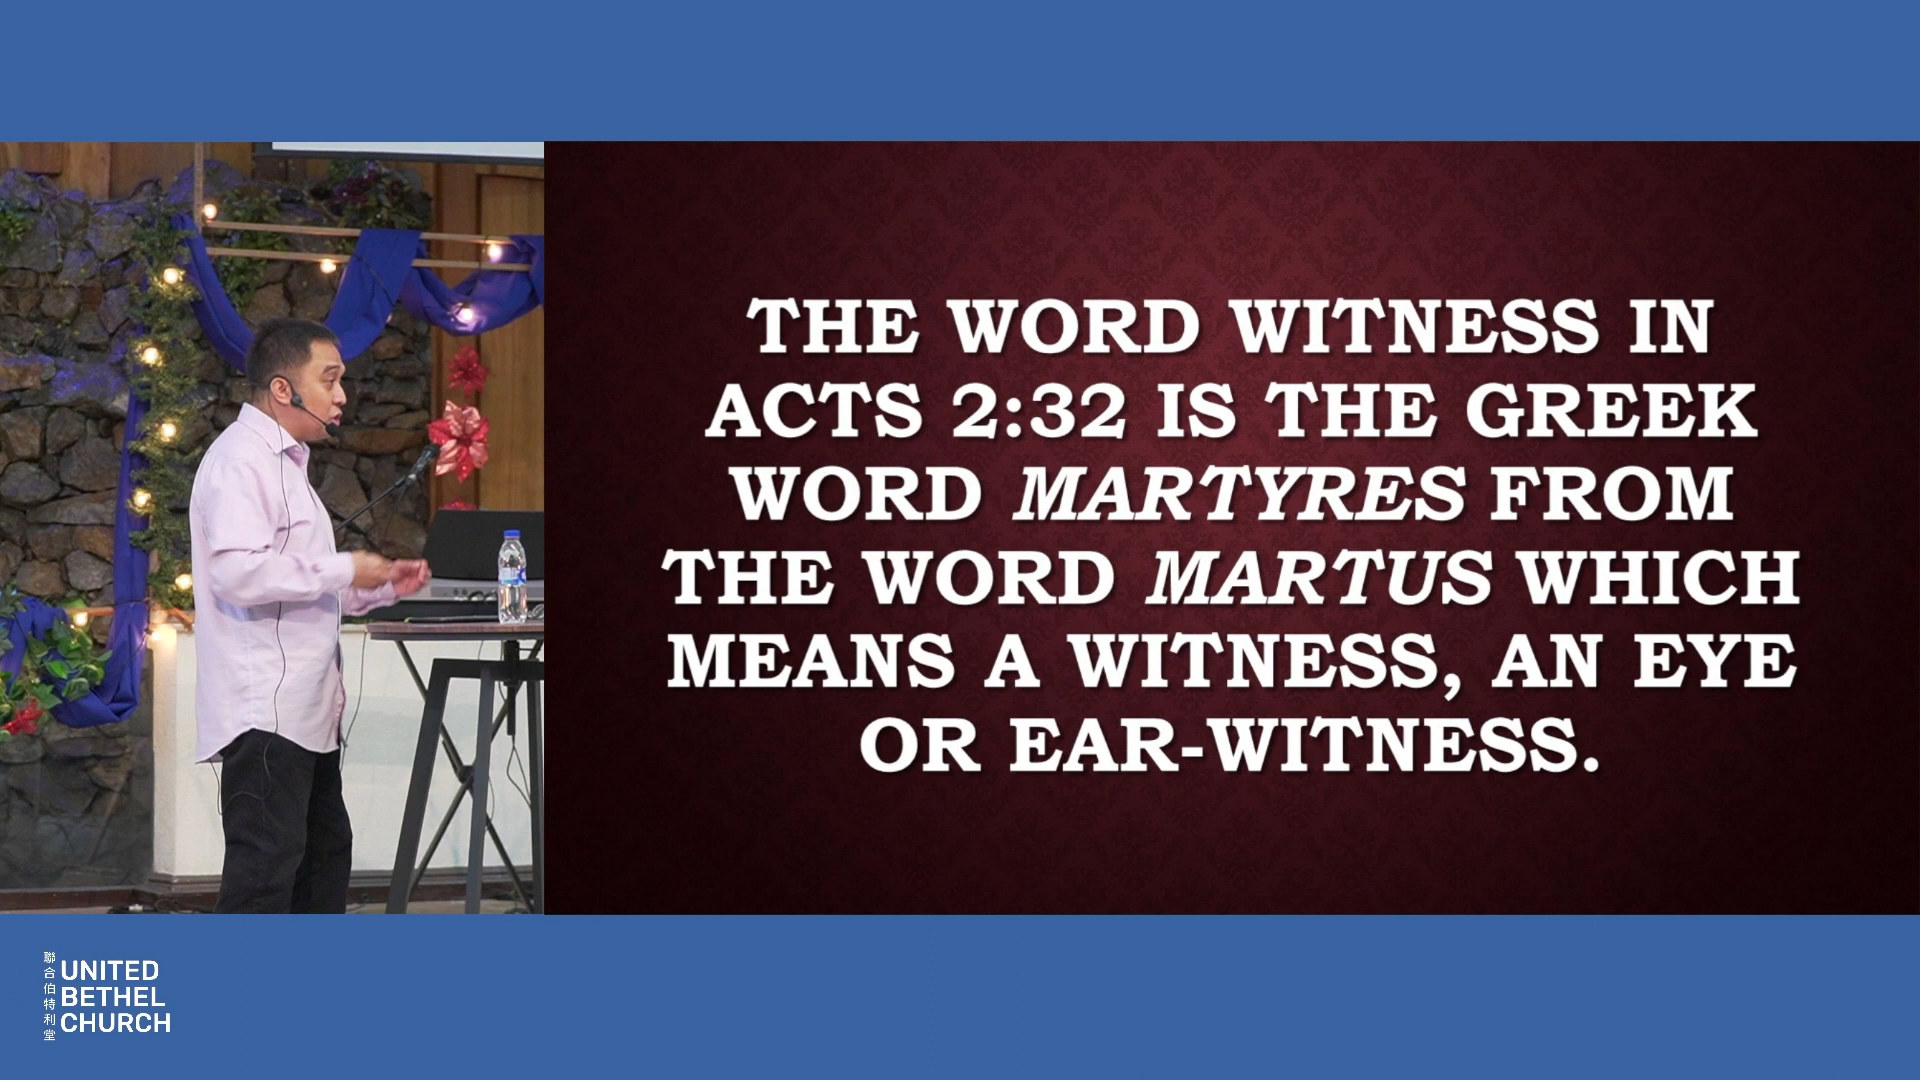 THE WORD WITNESS IN
ACTS 2:32 IS THE GREEK
WORD MARTYRES FROM
THE WORD MARTUS WHICH
MEANS A WITNESS, AN EYE
OR EAR-WITNESS.
聯合伯特利堂
UNITED
BETHEL
CHURCH